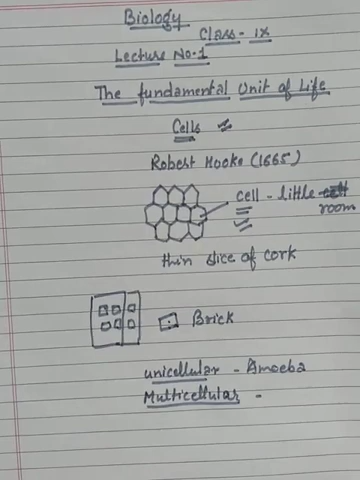 Biology
Class - IX
Lecture No.1
The fundamental Unit of Life
Cells
Robert Hooke (1665)
cell - little
room
thin slice of cork
Brick
unicellular - Amoeba
Multicellular -